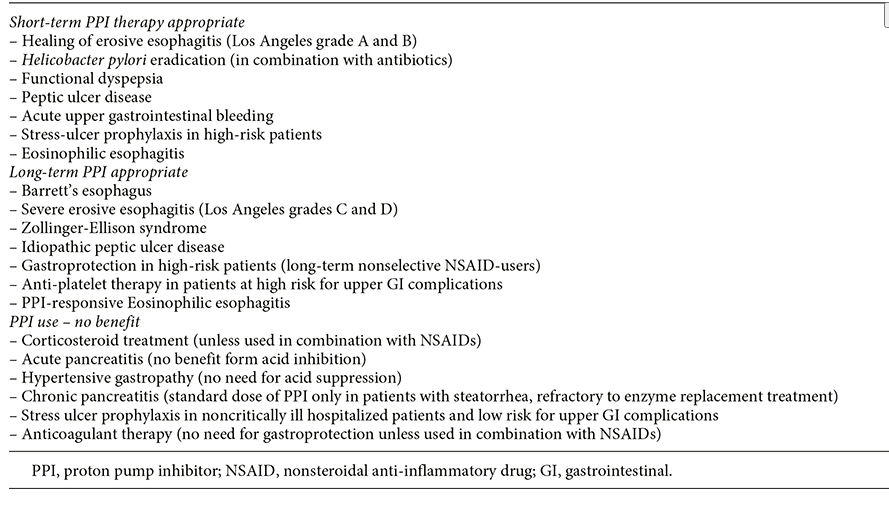 Short-term PPI therapy appropriate
– Healing of erosive esophagitis (Los Angeles grade A and B)
– Helicobacter pylori eradication (in combination with antibiotics)
– Functional dyspepsia
– Peptic ulcer disease
– Acute upper gastrointestinal bleeding
– Stress-ulcer prophylaxis in high-risk patients
– Eosinophilic esophagitis
Long-term PPI appropriate
– Barrett's esophagus
– Severe erosive esophagitis (Los Angeles grades C and D)
– Zollinger-Ellison syndrome
– Idiopathic peptic ulcer disease
– Gastroprotection in high-risk patients (long-term nonselective NSAID-users)
– Anti-platelet therapy in patients at high risk for upper GI complications
– PPI-responsive Eosinophilic esophagitis
PPI use – no benefit
– Corticosteroid treatment (unless used in combination with NSAIDs)
– Acute pancreatitis (no benefit form acid inhibition)
– Hypertensive gastropathy (no need for acid suppression)
– Chronic pancreatitis (standard dose of PPI only in patients with steatorrhea, refractory to enzyme replacement treatment)
– Stress ulcer prophylaxis in noncritically ill hospitalized patients and low risk for upper GI complications
– Anticoagulant therapy (no need for gastroprotection unless used in combination with NSAIDs)
PPI, proton pump inhibitor; NSAID, nonsteroidal anti-inflammatory drug; GI, gastrointestinal.